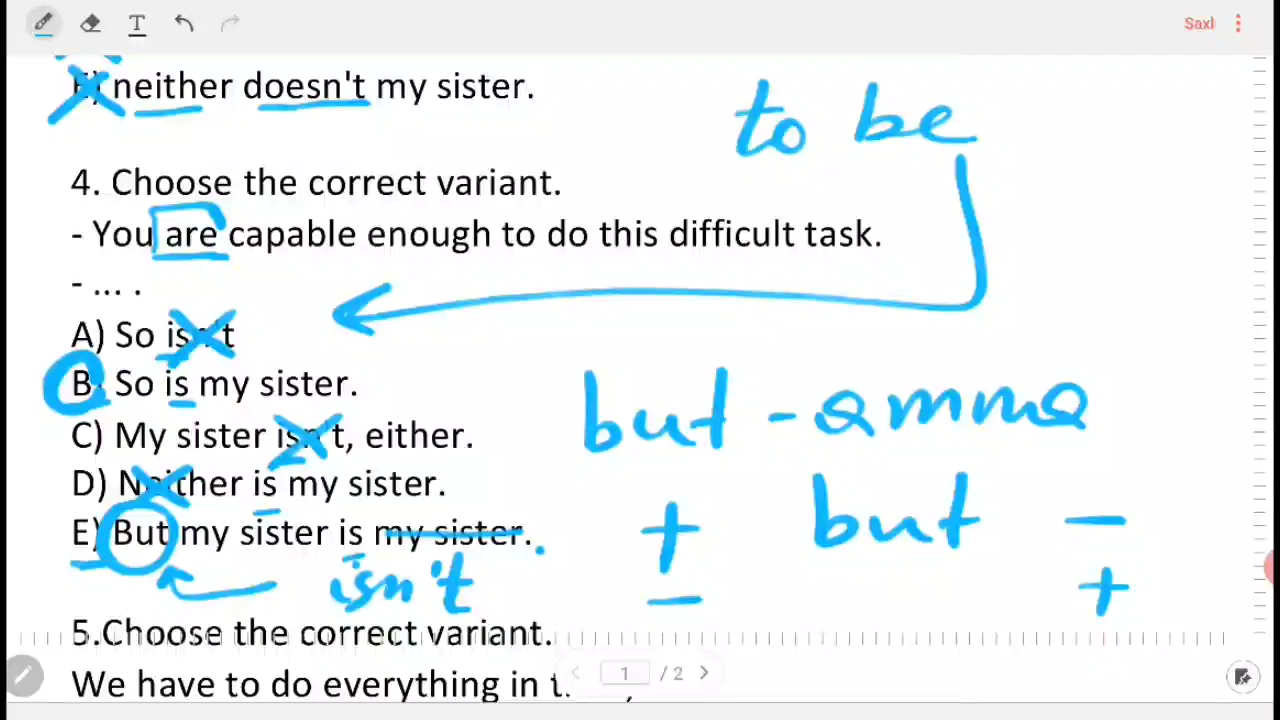 T Saxl
E) neither doesn't my sister.
to be
4. Choose the correct variant.
- You are capable enough to do this difficult task.
- ... .
A) So isn't
B) So is my sister.
but - amma
C) My sister isn't, either.
D) Neither is my sister.
+ but -
E) But my sister is my sister.
isn't
- +
5.Choose the correct variant.
1 / 2
We have to do everything in